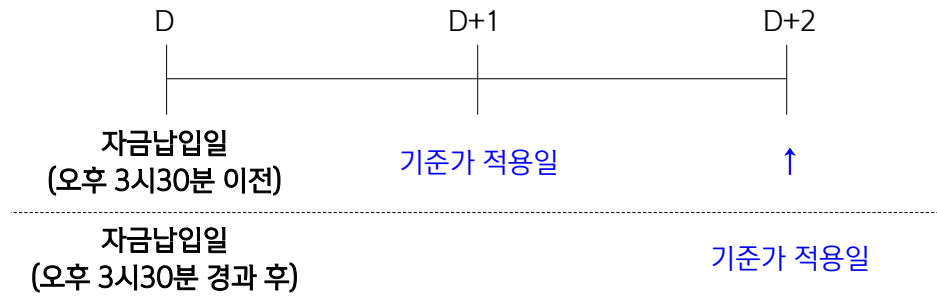 D D+1 D+2
자금납입일
(오후 3시30분 이전)
기준가 적용일 ↑
자금납입일
(오후 3시30분 경과 후)
기준가 적용일